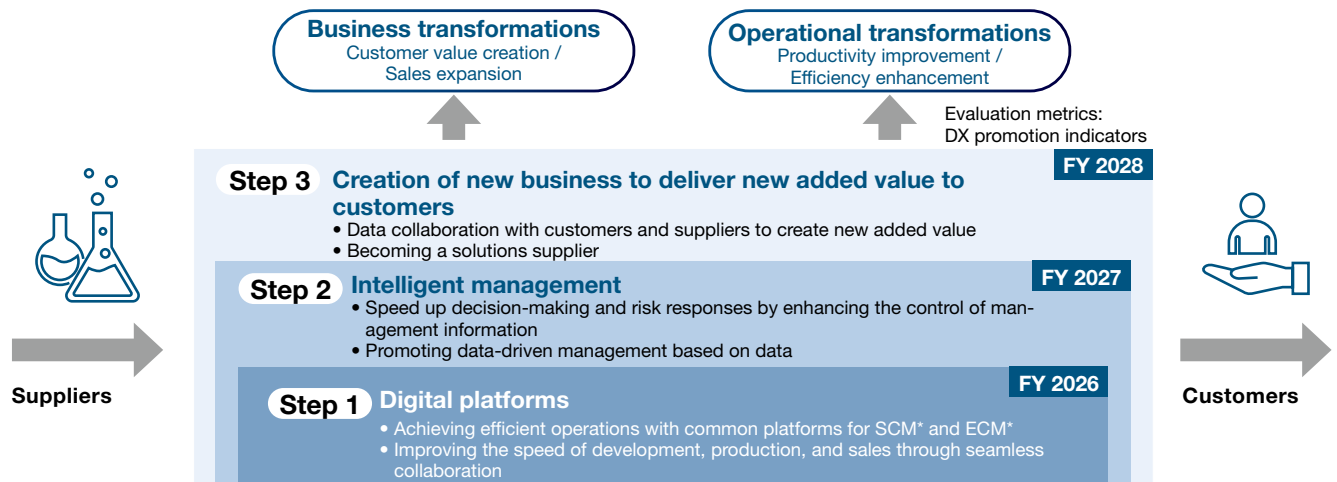 Business transformations
Customer value creation /
Sales expansion
Operational transformations
Productivity improvement /
Efficiency enhancement
Evaluation metrics:
DX promotion indicators
FY 2028
Step 3
Creation of new business to deliver new added value to
customers
• Data collaboration with customers and suppliers to create new added value
• Becoming a solutions supplier
FY 2027
Step 2
Intelligent management
• Speed up decision-making and risk responses by enhancing the control of man-
agement information
• Promoting data-driven management based on data
FY 2026
Step 1
Digital platforms
• Achieving efficient operations with common platforms for SCM* and ECM*
• Improving the speed of development, production, and sales through seamless
collaboration
Suppliers
Customers